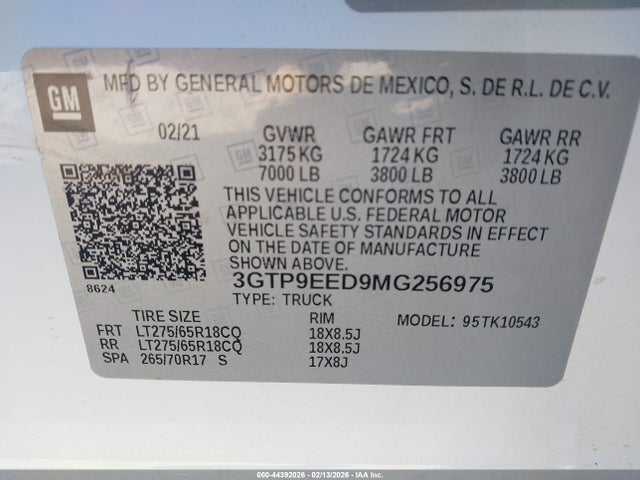 GM
MFD BY GENERAL MOTORS DE MEXICO, S. DE R.L. DE C.V.
02/21 GVWR GAWR FRT GAWR RR
3175 KG 1724 KG 1724 KG
7000 LB 3800 LB 3800 LB
THIS VEHICLE CONFORMS TO ALL
APPLICABLE U.S. FEDERAL MOTOR
VEHICLE SAFETY STANDARDS IN EFFECT
ON THE DATE OF MANUFACTURE
SHOWN ABOVE.
8624
3GTP9EED9MG256975
TYPE: TRUCK
TIRE SIZE RIM MODEL: 95TK10543
FRT LT275/65R18CQ 18X8.5J
RR LT275/65R18CQ 18X8.5J
SPA 265/70R17 S 17X8J
000-44392026 - 02/13/2026 - IAA Inc.